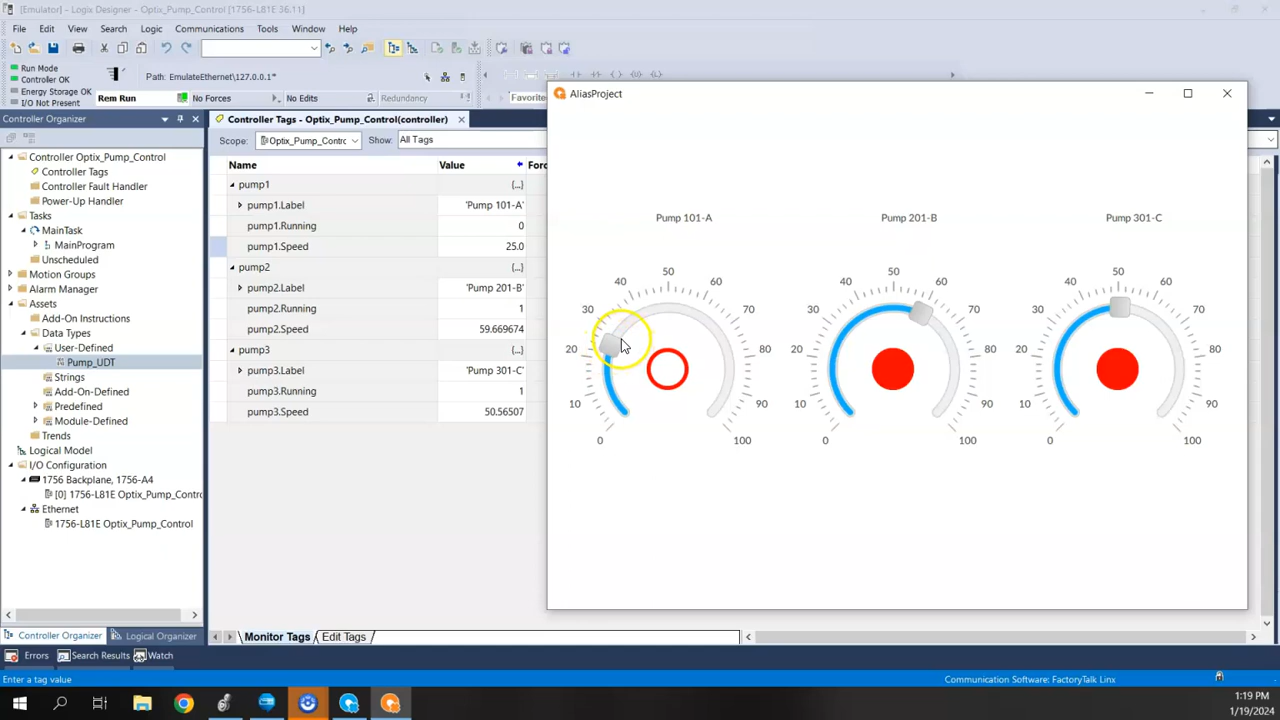 [Emulator] - Logix Designer - Optix_Pump_Control [1756-L81E 36.11]
File Edit View Search Logic Communications Tools Window Help
Run Mode
Controller OK
Energy Storage OK
I/O Not Present
Path: EmulateEthernet\127.0.0.1*
Rem Run
No Forces
No Edits
Redundancy
Favorites
Controller Organizer
Controller Optix_Pump_Control
Controller Tags
Controller Fault Handler
Power-Up Handler
Tasks
MainTask
MainProgram
Unscheduled
Motion Groups
Alarm Manager
Assets
Add-On Instructions
Data Types
User-Defined
Pump_UDT
Strings
Add-On-Defined
Predefined
Module-Defined
Trends
Logical Model
I/O Configuration
1756 Backplane, 1756-A4
[0] 1756-L81E Optix_Pump_Contro
Ethernet
1756-L81E Optix_Pump_Control
Controller Organizer Logical Organizer
Controller Tags - Optix_Pump_Control(controller)
Scope: Optix_Pump_Contrc Show: All Tags
Name Value Forc
pump1 {...}
pump1.Label 'Pump 101-A'
pump1.Running 0
pump1.Speed 25.0
pump2 {...}
pump2.Label 'Pump 201-B'
pump2.Running 1
pump2.Speed 59.669674
pump3 {...}
pump3.Label 'Pump 301-C'
pump3.Running 1
pump3.Speed 50.56507
Monitor Tags Edit Tags
AliasProject
Pump 101-A
0 10 20 30 40 50 60 70 80 90 100
Pump 201-B
0 10 20 30 40 50 60 70 80 90 100
Pump 301-C
0 10 20 30 40 50 60 70 80 90 100
Errors Search Results Watch
Enter a tag value
Communication Software: FactoryTalk Linx
1:19 PM
1/19/2024